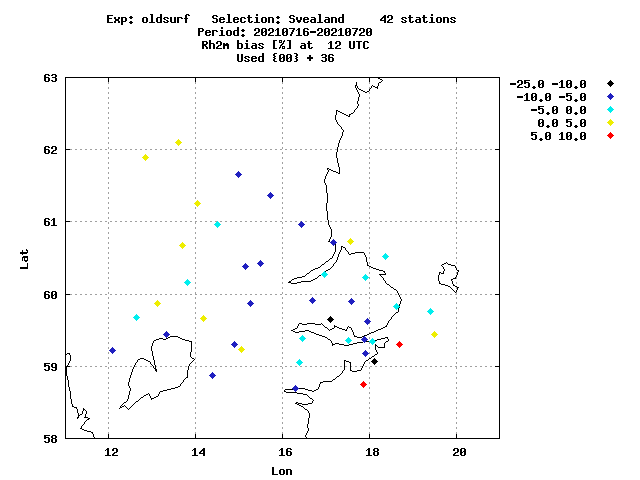 Exp: oldsurf   Selection: Svealand     42 stations
Period: 20210716-20210720
Rh2m bias [%] at  12 UTC
Used {00} + 36
63
62
61
60
59
58
Lat
12
14
16
18
20
Lon
-25.0 -10.0
-10.0 -5.0
-5.0 0.0
0.0 5.0
5.0 10.0